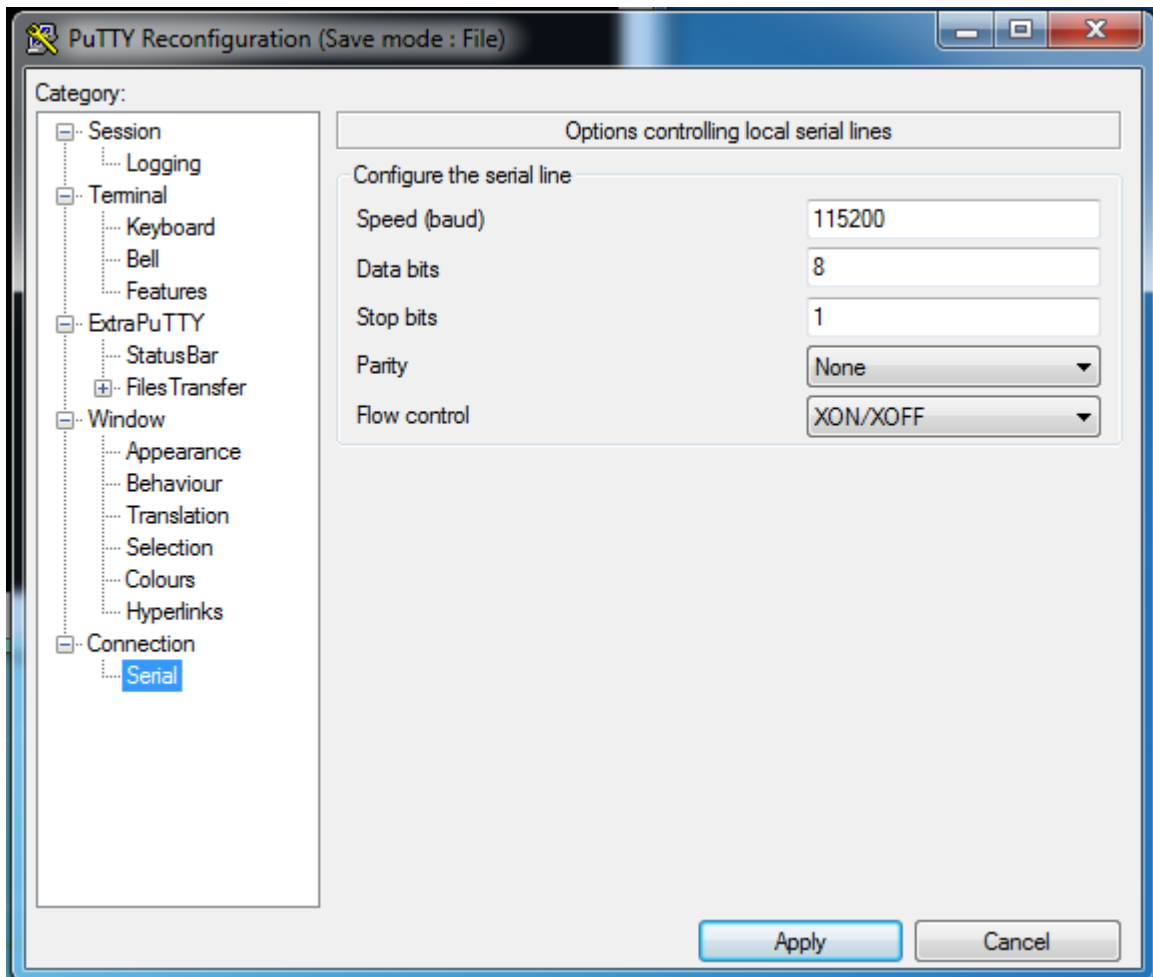 PuTTY Reconfiguration (Save mode : File)
Category:
Session
Logging
Terminal
Keyboard
Bell
Features
ExtraPuTTY
StatusBar
FilesTransfer
Window
Appearance
Behaviour
Translation
Selection
Colours
Hyperlinks
Connection
Serial
Options controlling local serial lines
Configure the serial line
Speed (baud) 115200
Data bits 8
Stop bits 1
Parity None
Flow control XON/XOFF
Apply Cancel